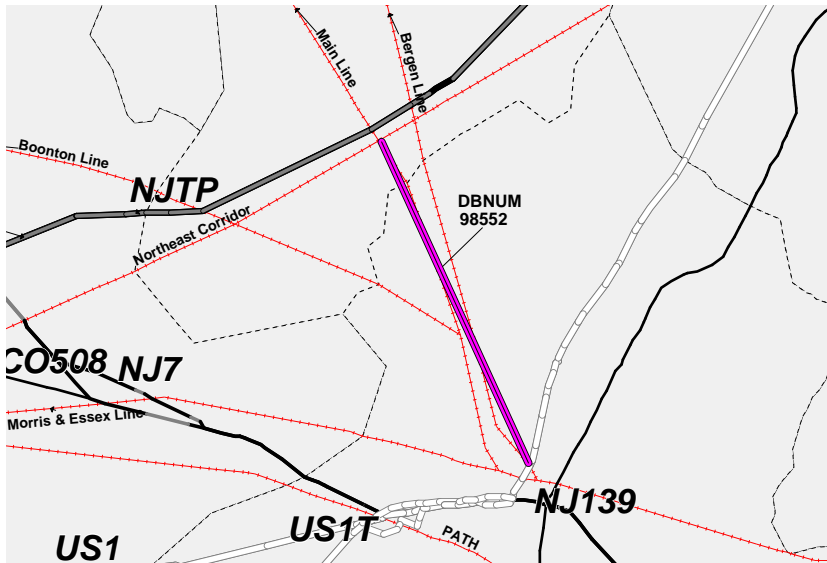 Main Line
Bergen Line
Boonton Line
NJTP
DBNUM
98552
Northeast Corridor
CO508
NJ7
Morris & Essex Line
NJ139
US1T
PATH
US1